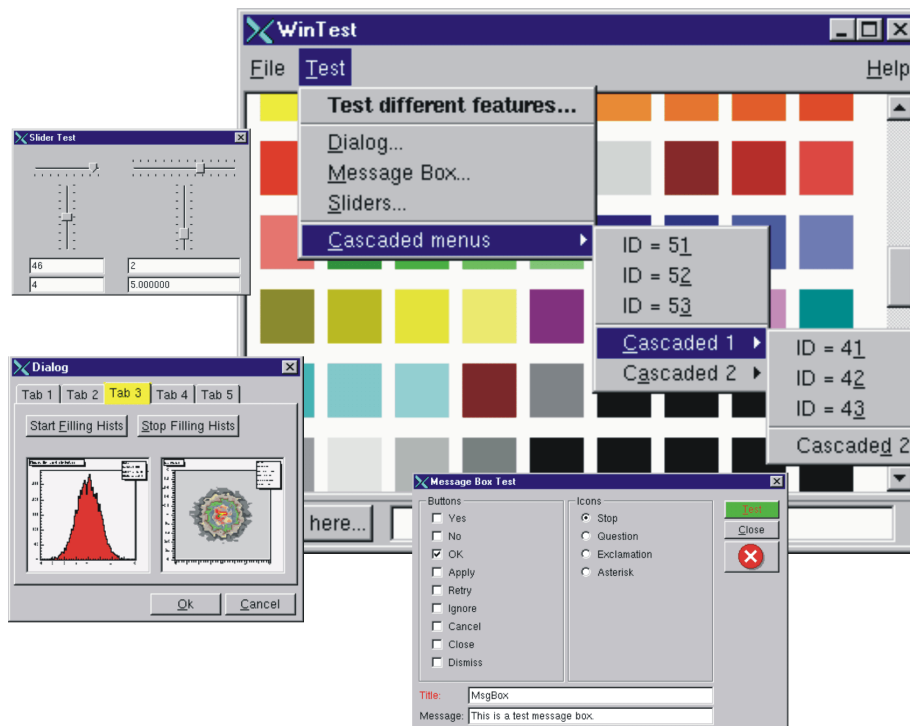 WinTest
File Test Help
Test different features...
Dialog...
Message Box...
Sliders...
Cascaded menus
ID = 51
ID = 52
ID = 53
Cascaded 1
Cascaded 2
ID = 41
ID = 42
ID = 43
Cascaded 2
here...
Slider Test
46
2
4
5.000000
Dialog
Tab 1 Tab 2 Tab 3 Tab 4 Tab 5
Start Filling Hists
Stop Filling Hists
Ok
Cancel
Message Box Test
Buttons
Yes
No
OK
Apply
Retry
Ignore
Cancel
Close
Dismiss
Icons
Stop
Question
Exclamation
Asterisk
Test
Close
Title: MsgBox
Message: This is a test message box.